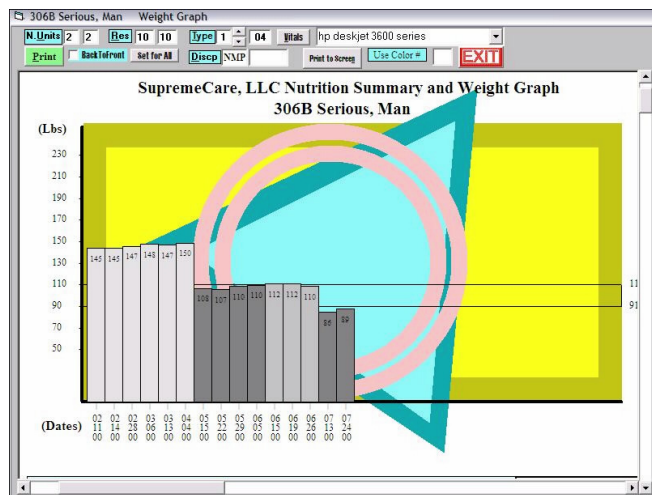 306B Serious, Man Weight Graph
N.Units 2 2 Res 10 10 Type 1 04 Vitals hp deskjet 3600 series
Print BackToFront Set for All Discp NMP Print to Screen Use Color # EXIT
SupremeCare, LLC Nutrition Summary and Weight Graph
306B Serious, Man
(Lbs)
230
210
190
170
150
130
110 11
90 91
70
50
145 145 147 148 147 150 108 107 110 110 112 112 110 86 89
(Dates)
02 02 02 03 03 04 05 05 05 06 06 06 06 07 07
11 14 28 06 13 04 15 22 29 05 15 19 26 13 24
00 00 00 00 00 00 00 00 00 00 00 00 00 00 00